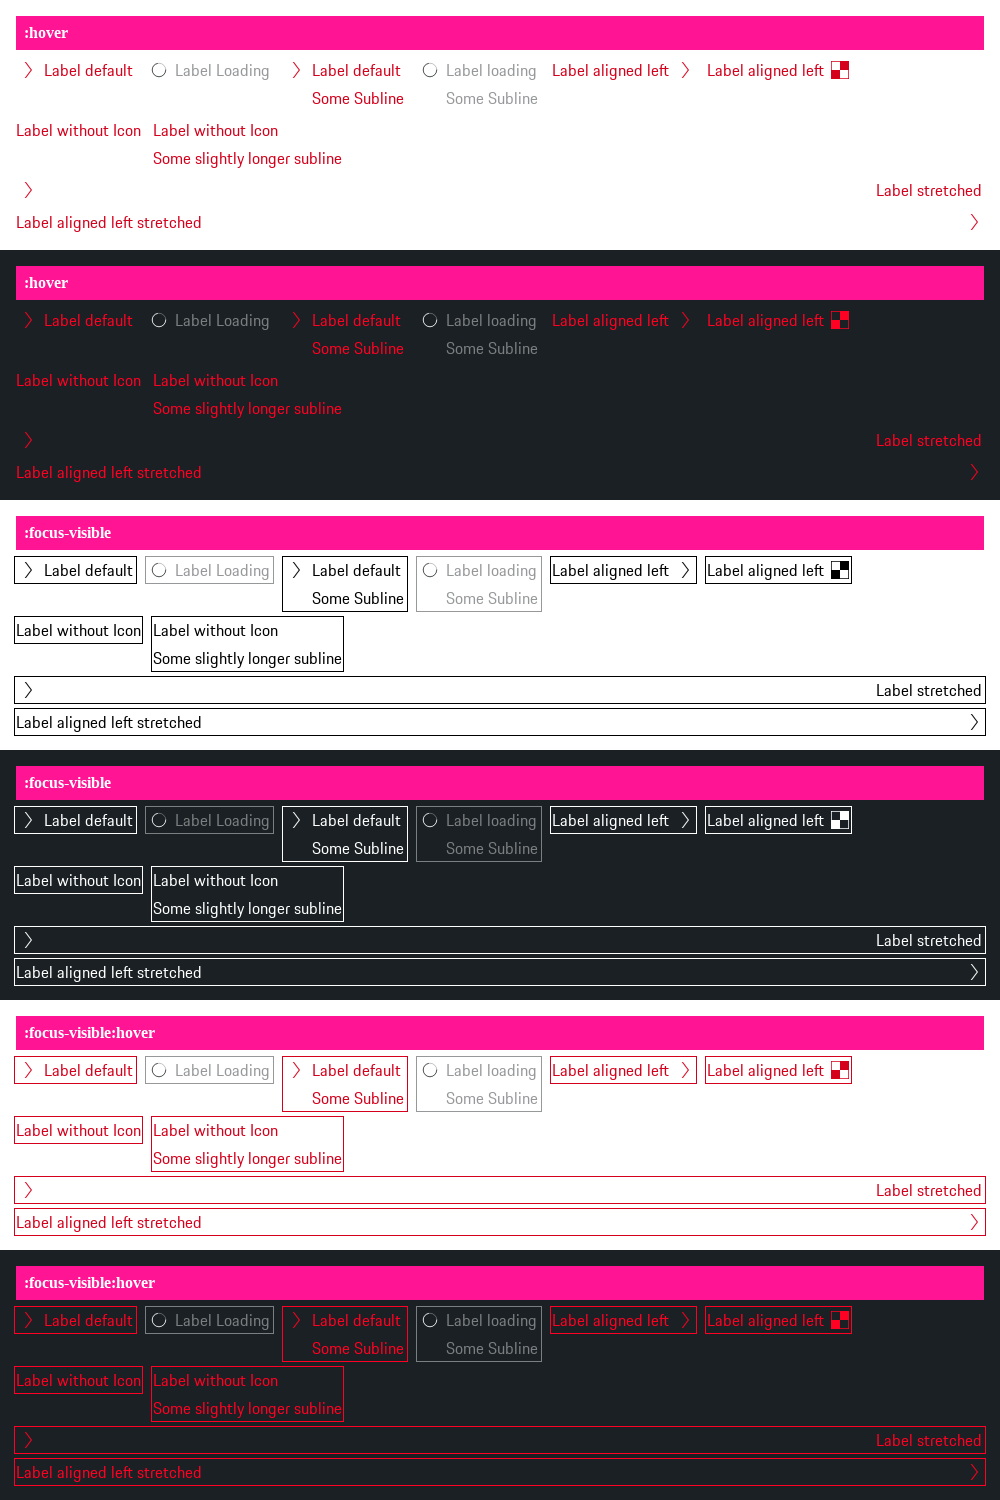 :hover
Label default Label Loading Label default Label loading Label aligned left Label aligned left
Some Subline Some Subline
Label without Icon Label without Icon
Some slightly longer subline
Label stretched
Label aligned left stretched
:hover
Label default Label Loading Label default Label loading Label aligned left Label aligned left
Some Subline Some Subline
Label without Icon Label without Icon
Some slightly longer subline
Label stretched
Label aligned left stretched
:focus-visible
Label default Label Loading Label default Label loading Label aligned left Label aligned left
Some Subline Some Subline
Label without Icon Label without Icon
Some slightly longer subline
Label stretched
Label aligned left stretched
:focus-visible
Label default Label Loading Label default Label loading Label aligned left Label aligned left
Some Subline Some Subline
Label without Icon Label without Icon
Some slightly longer subline
Label stretched
Label aligned left stretched
:focus-visible:hover
Label default Label Loading Label default Label loading Label aligned left Label aligned left
Some Subline Some Subline
Label without Icon Label without Icon
Some slightly longer subline
Label stretched
Label aligned left stretched
:focus-visible:hover
Label default Label Loading Label default Label loading Label aligned left Label aligned left
Some Subline Some Subline
Label without Icon Label without Icon
Some slightly longer subline
Label stretched
Label aligned left stretched